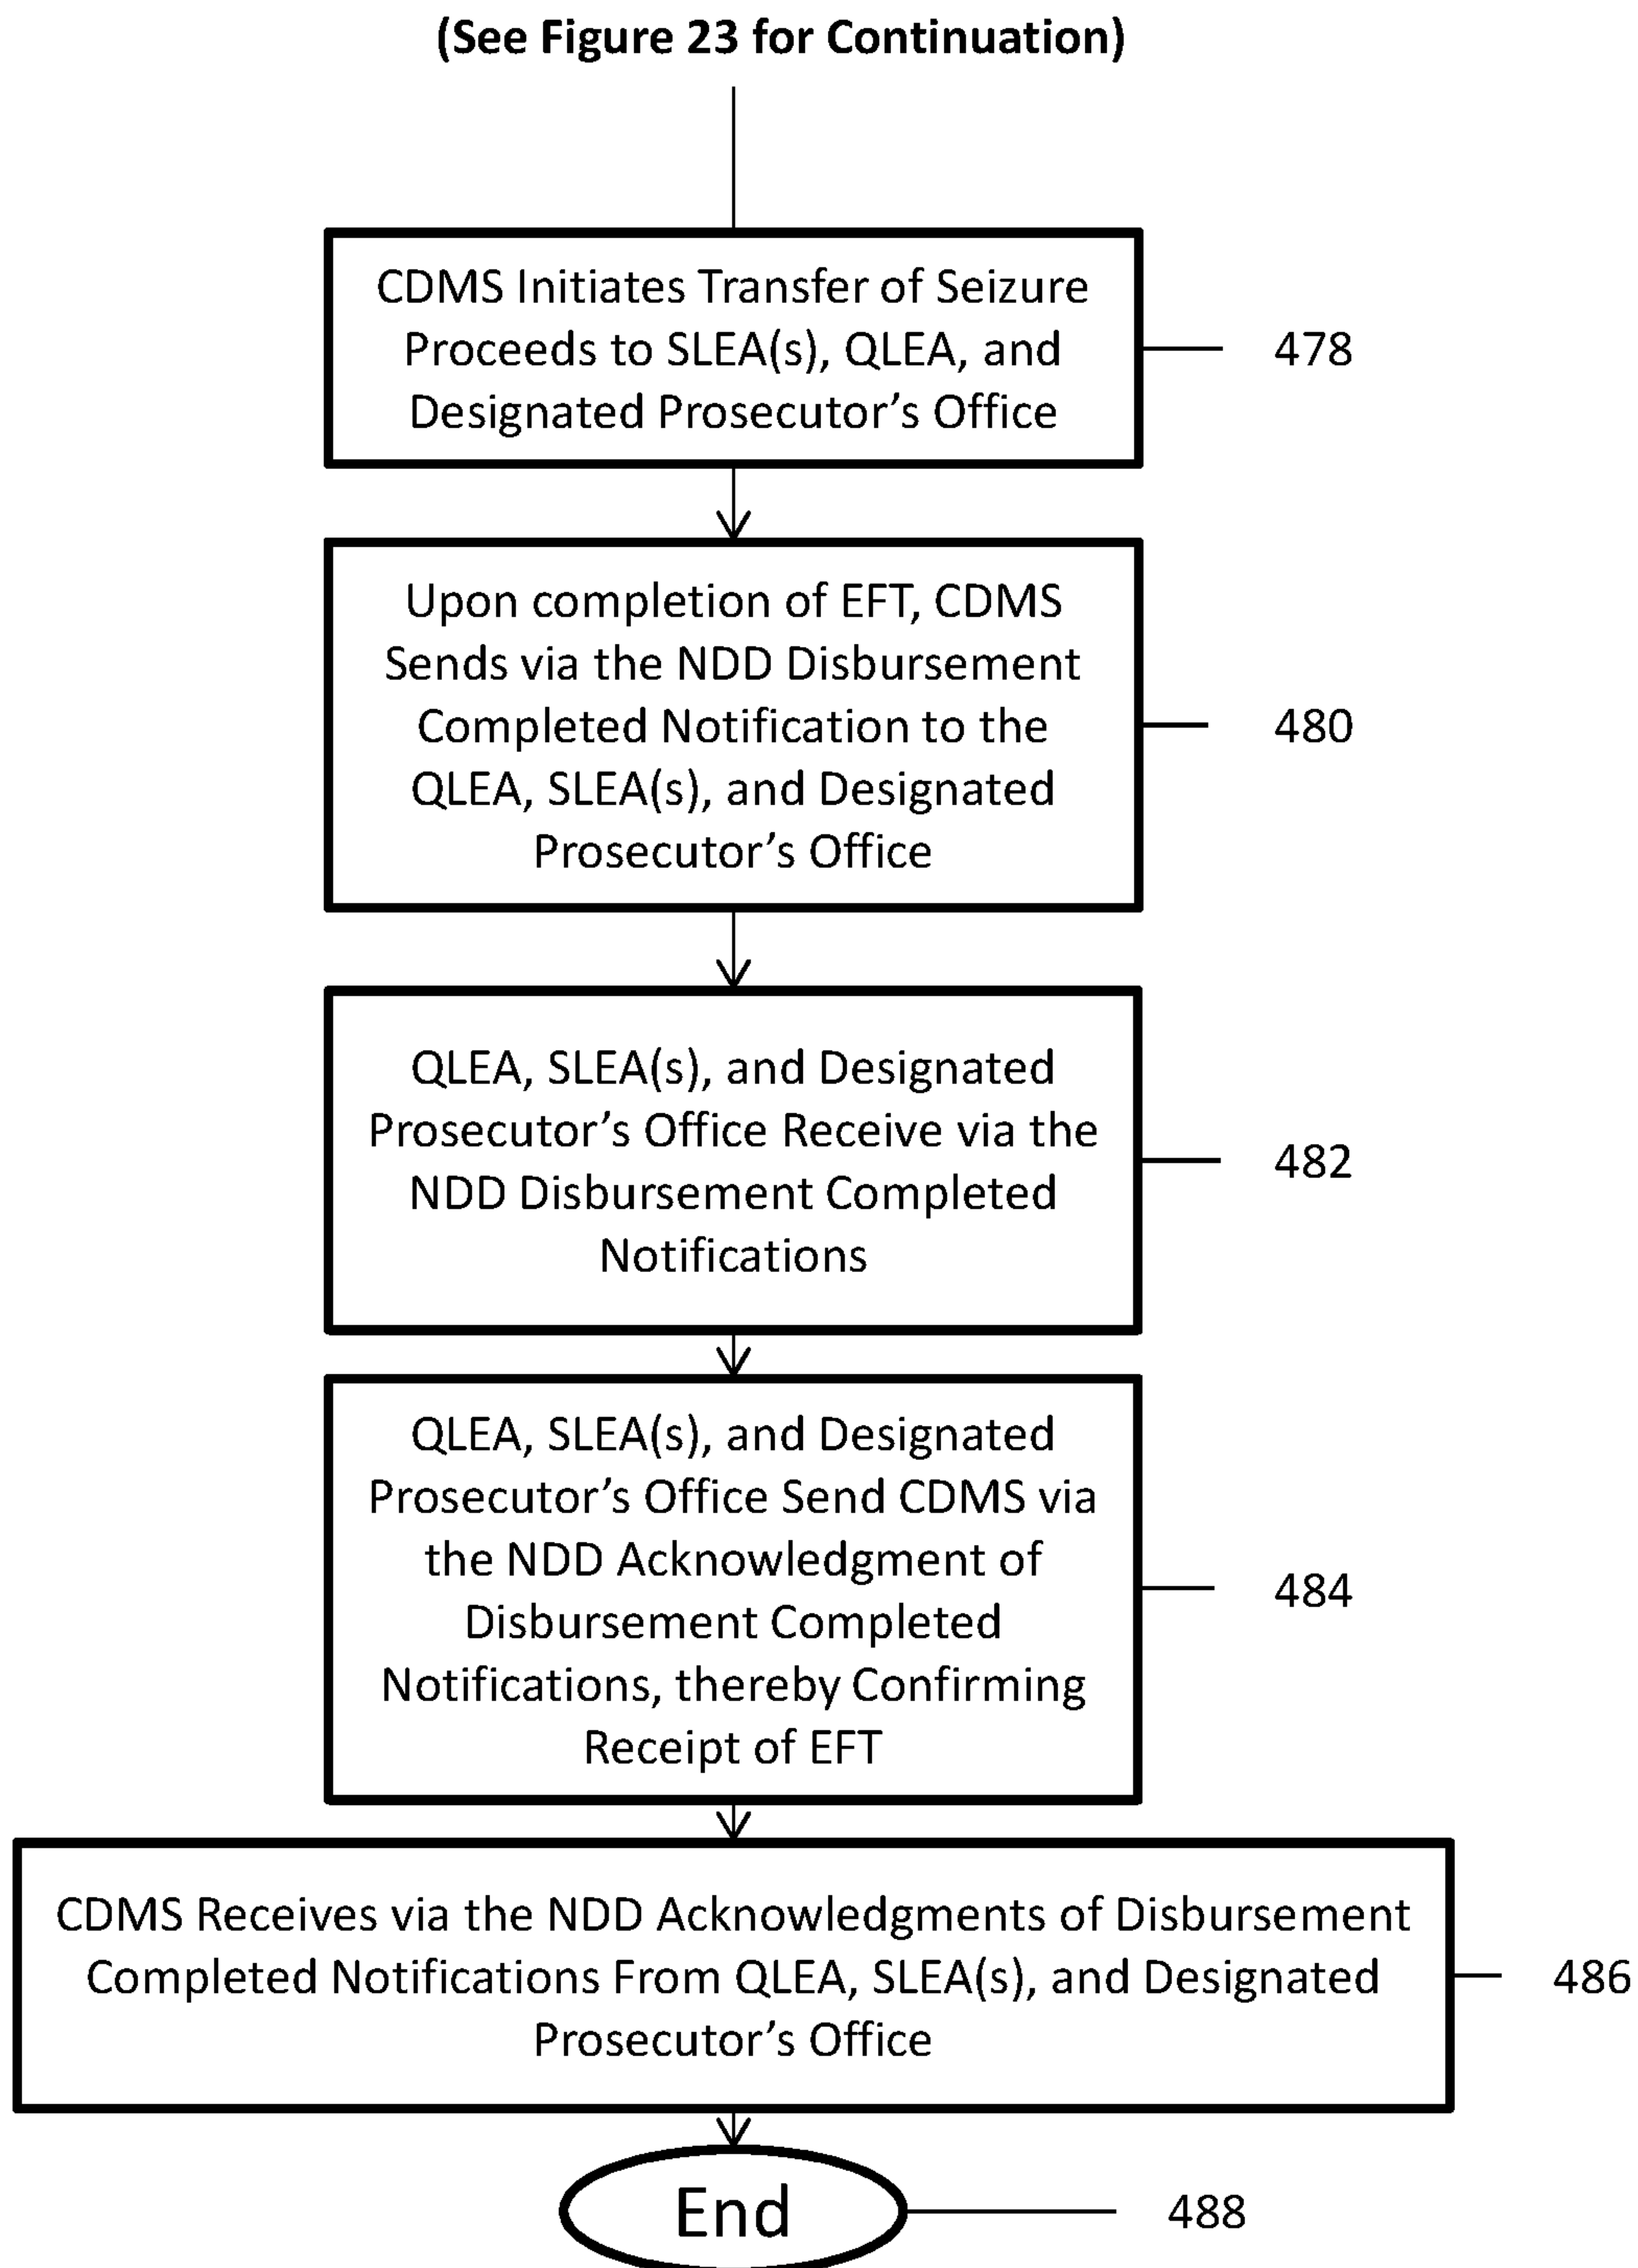 (See Figure 23 for Continuation)
CDMS Initiates Transfer of Seizure
Proceeds to SLEA(s), QLEA, and
Designated Prosecutor’s Office
478
Upon completion of EFT, CDMS
Sends via the NDD Disbursement
Completed Notification to the
QLEA, SLEA(s), and Designated
Prosecutor’s Office
480
QLEA, SLEA(s), and Designated
Prosecutor’s Office Receive via the
NDD Disbursement Completed
Notifications
482
QLEA, SLEA(s), and Designated
Prosecutor’s Office Send CDMS via
the NDD Acknowledgment of
Disbursement Completed
Notifications, thereby Confirming
Receipt of EFT
484
CDMS Receives via the NDD Acknowledgments of Disbursement
Completed Notifications From QLEA, SLEA(s), and Designated
Prosecutor’s Office
486
End
488